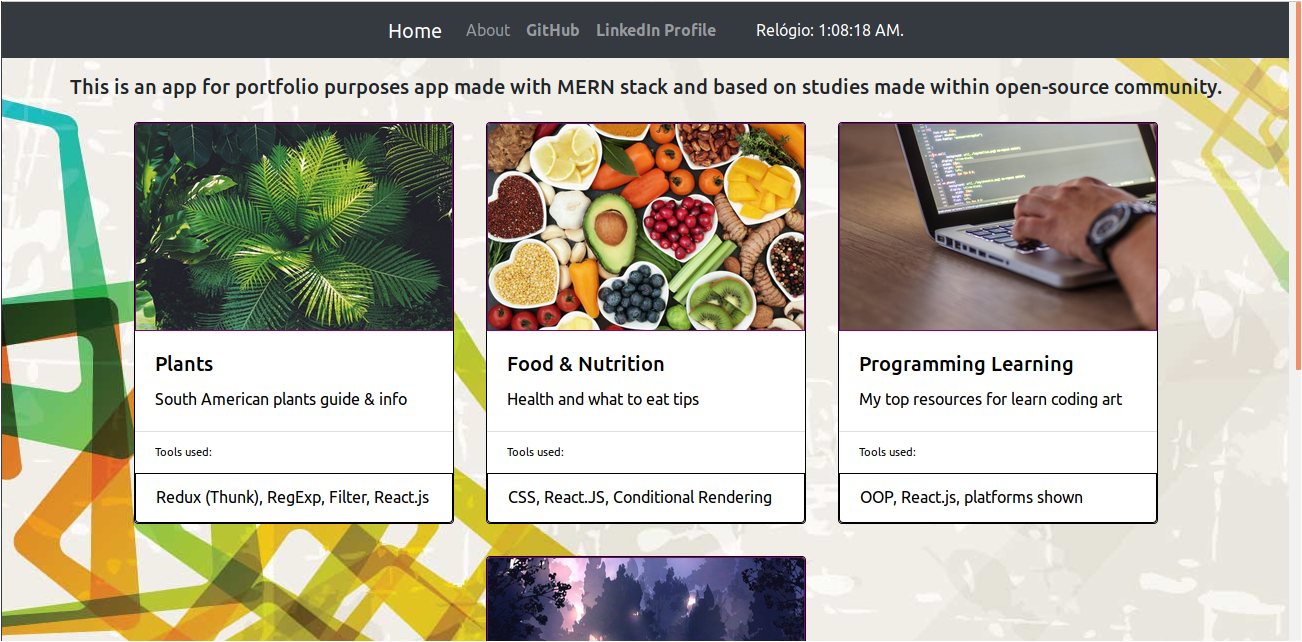 Home About GitHub LinkedIn Profile Relógio: 1:08:18 AM.
This is an app for portfolio purposes app made with MERN stack and based on studies made within open-source community.
Plants
South American plants guide & info
Tools used:
Redux (Thunk), RegExp, Filter, React.js
Food & Nutrition
Health and what to eat tips
Tools used:
CSS, React.JS, Conditional Rendering
Programming Learning
My top resources for learn coding art
Tools used:
OOP, React.js, platforms shown